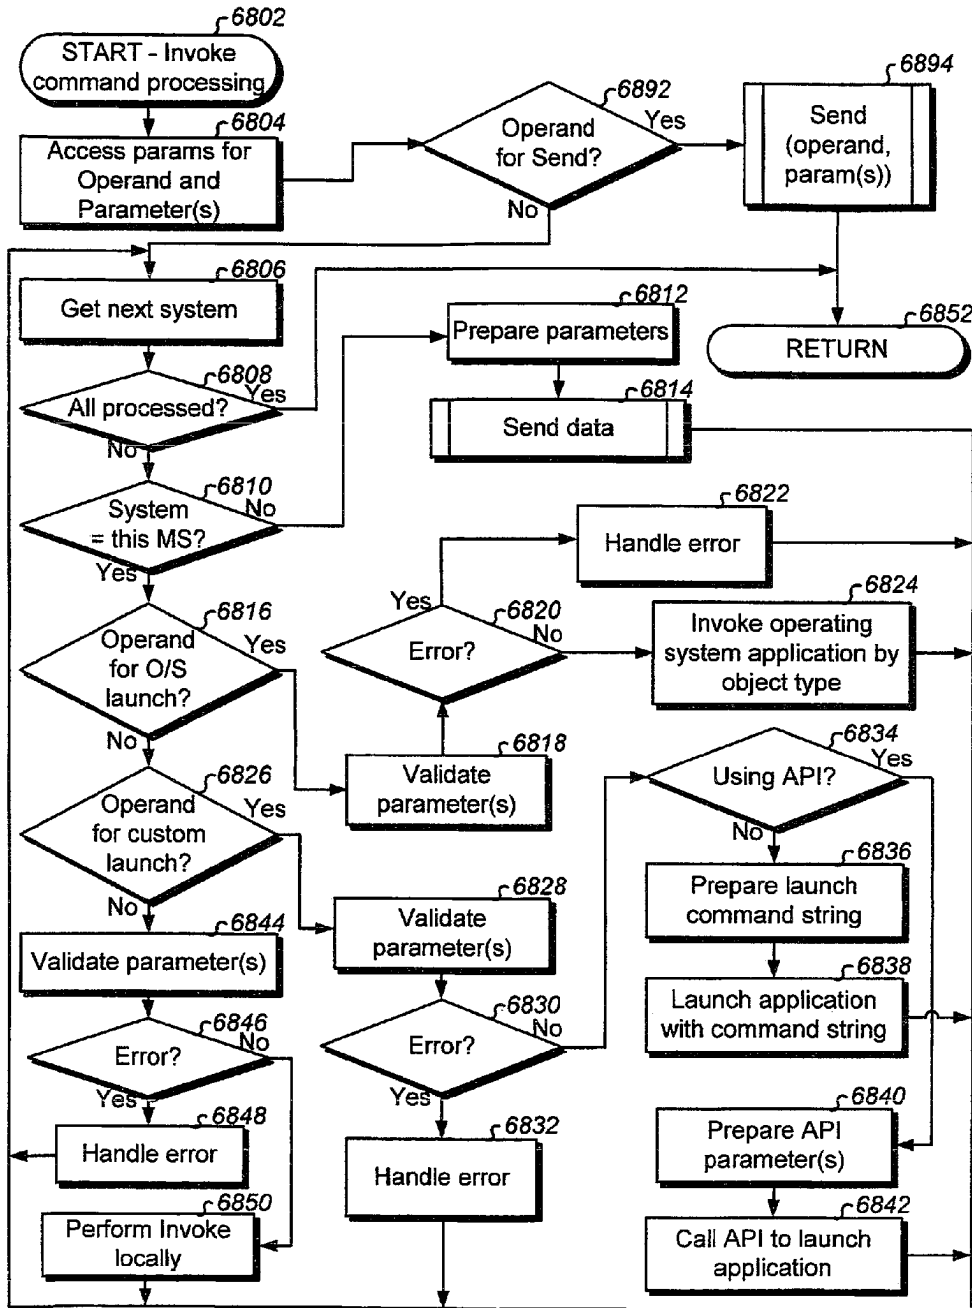 6802
START - Invoke
command processing
6804
Access params for
Operand and
Parameter(s)
6892
Operand
for Send?
Yes
No
6894
Send
(operand,
param(s))
6806
Get next system
6852
RETURN
6808
All processed?
Yes
No
6812
Prepare parameters
6814
Send data
6810
System
= this MS?
No
Yes
6816
Operand
for O/S
launch?
Yes
No
6818
Validate
parameter(s)
6820
Error?
Yes
No
6822
Handle error
6824
Invoke operating
system application by
object type
6826
Operand
for custom
launch?
Yes
No
6828
Validate
parameter(s)
6830
Error?
No
Yes
6832
Handle error
6834
Using API?
Yes
No
6836
Prepare launch
command string
6838
Launch application
with command string
6840
Prepare API
parameter(s)
6842
Call API to launch
application
6844
Validate parameter(s)
6846
Error?
No
Yes
6848
Handle error
6850
Perform Invoke
locally